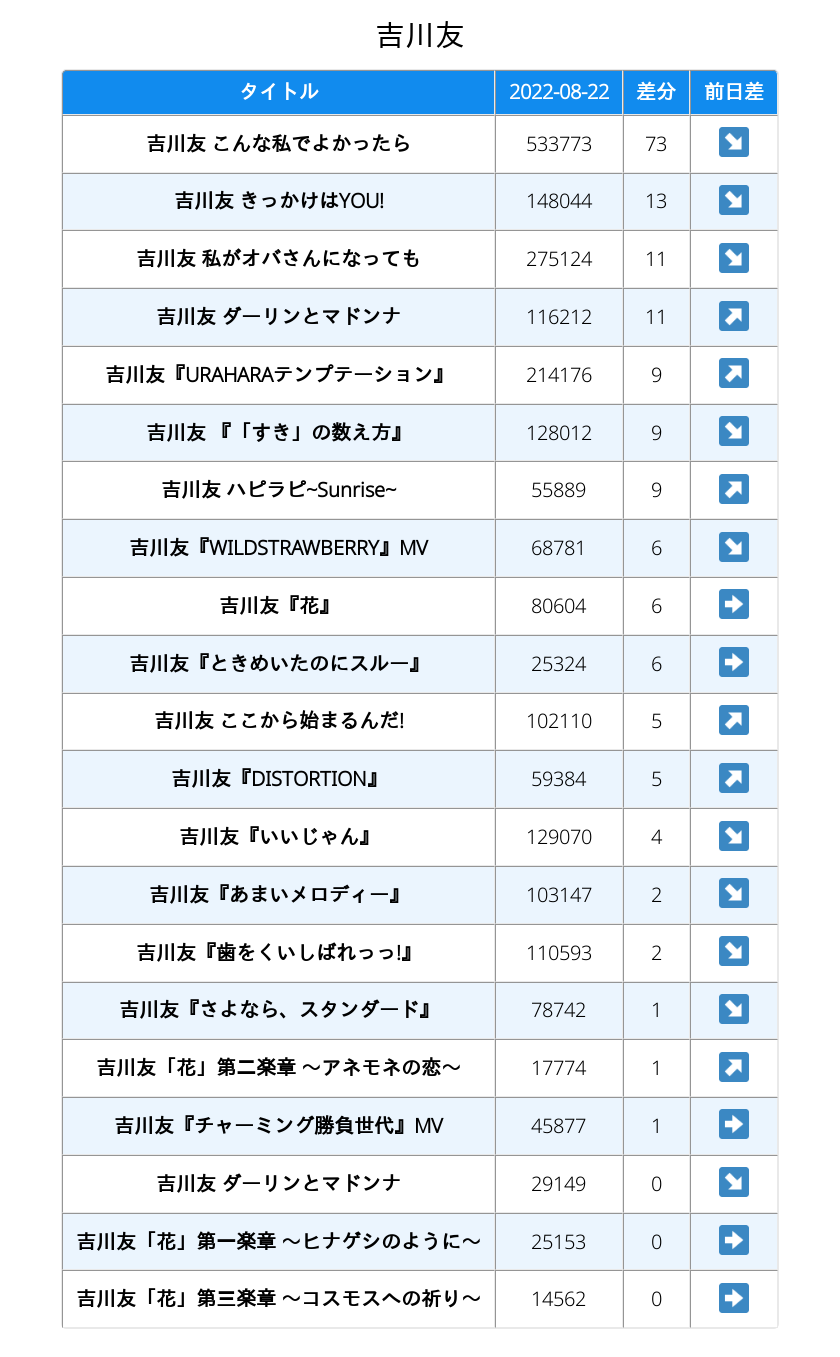 吉川友
タイトル 2022-08-22 差分 前日差
吉川友 こんな私でよかったら 533773 73
吉川友 きっかけはYOU! 148044 13
吉川友 私がオバさんになっても 275124 11
吉川友 ダーリンとマドンナ 116212 11
吉川友『URAHARAテンプテーション』 214176 9
吉川友 『「すき」の数え方』 128012 9
吉川友 ハピラピ~Sunrise~ 55889 9
吉川友『WILDSTRAWBERRY』MV 68781 6
吉川友『花』 80604 6
吉川友『ときめいたのにスルー』 25324 6
吉川友 ここから始まるんだ! 102110 5
吉川友『DISTORTION』 59384 5
吉川友『いいじゃん』 129070 4
吉川友『あまいメロディー』 103147 2
吉川友『歯をくいしばれっっ!』 110593 2
吉川友『さよなら、スタンダード』 78742 1
吉川友「花」第二楽章 〜アネモネの恋〜 17774 1
吉川友『チャーミング勝負世代』MV 45877 1
吉川友 ダーリンとマドンナ 29149 0
吉川友「花」第一楽章 〜ヒナゲシのように〜 25153 0
吉川友「花」第三楽章 〜コスモスへの祈り〜 14562 0